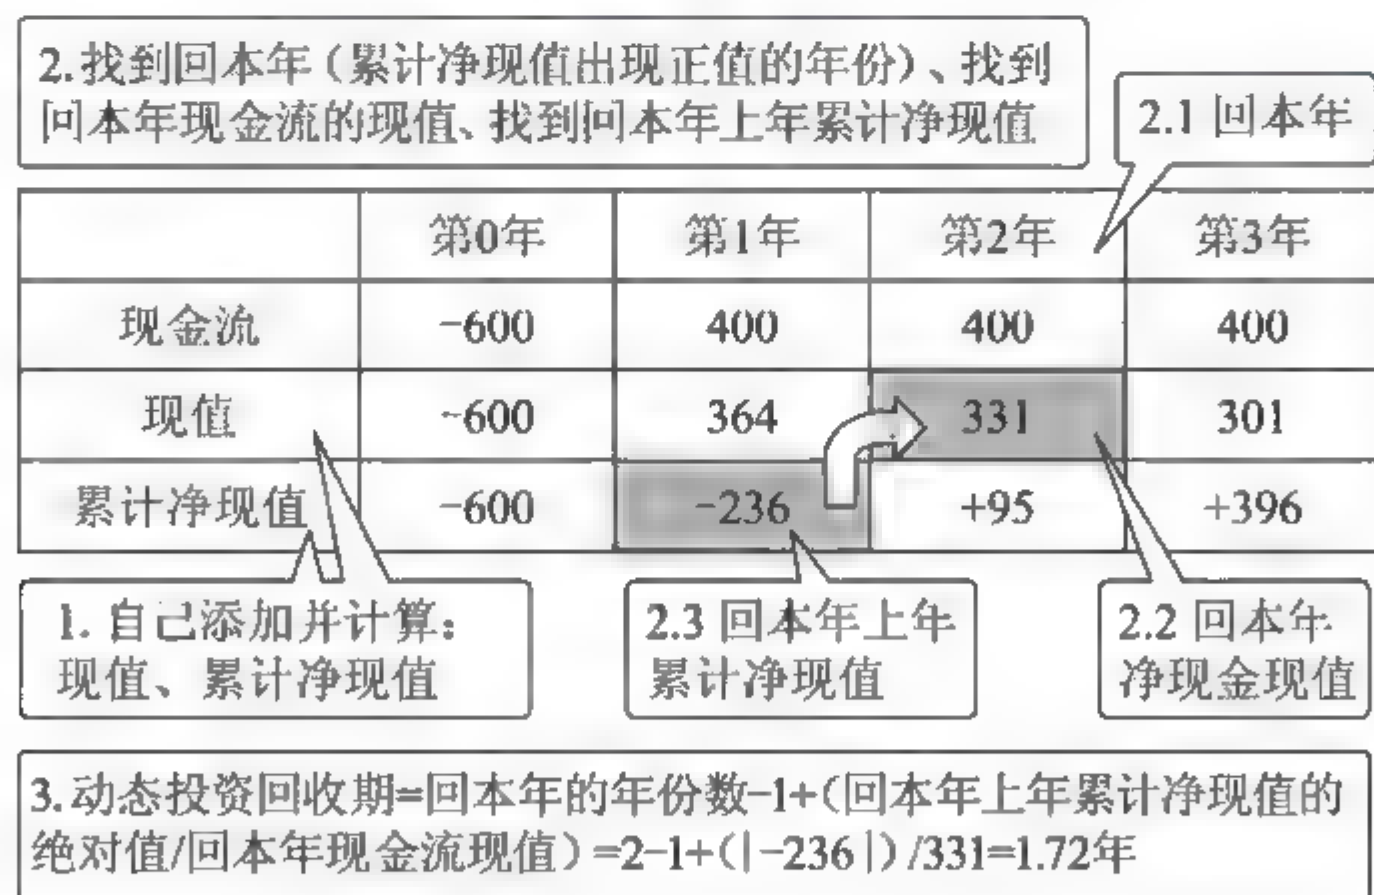 2.找到回本年（累计净现值出现正值的年份）、找到
回本年现金流的现值、找到回本年上年累计净现值
2.1 回本年
第0年 第1年 第2年 第3年
现金流 -600 400 400 400
现值 -600 364 331 301
累计净现值 -600 -236 +95 +396
1. 自己添加并计算：
现值、累计净现值
2.3 回本年上年
累计净现值
2.2 回本年
净现金现值
3.动态投资回收期=回本年的年份数-1+（回本年上年累计净现值的
绝对值/回本年现金流现值）=2-1+(|-236|)/331=1.72年